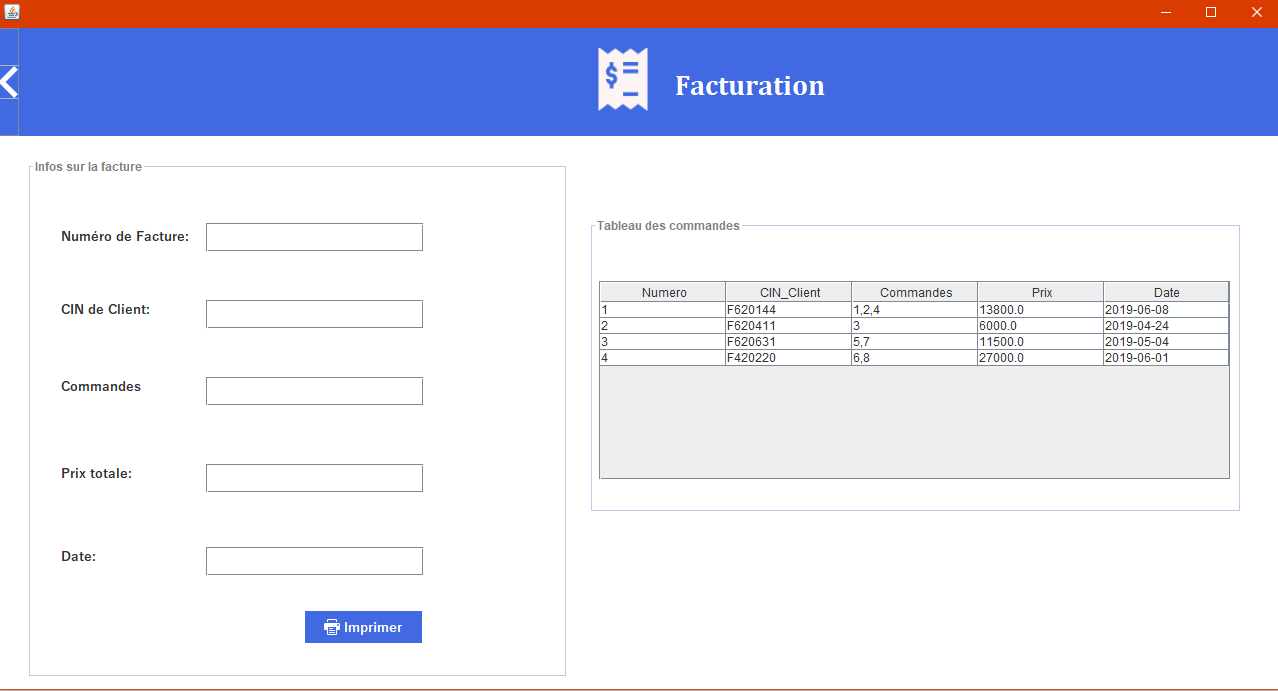 Facturation
Infos sur la facture
Numéro de Facture:
CIN de Client:
Commandes
Prix totale:
Date:
Imprimer
Tableau des commandes
Numero CIN_Client Commandes Prix Date
1 F620144 1,2,4 13800.0 2019-06-08
2 F620411 3 6000.0 2019-04-24
3 F620631 5,7 11500.0 2019-05-04
4 F420220 6,8 27000.0 2019-06-01